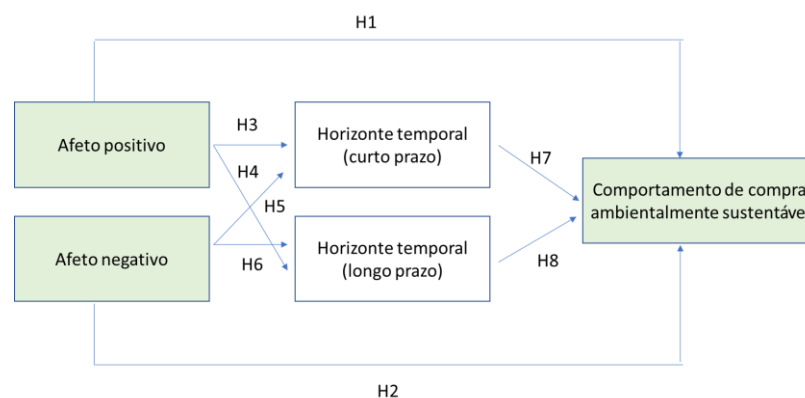 H1
Afeto positivo
H3
Horizonte temporal
(curto prazo)
H7
H4
Comportamento de compra
ambientalmente sustentável
H5
Afeto negativo
H6
Horizonte temporal
(longo prazo)
H8
H2